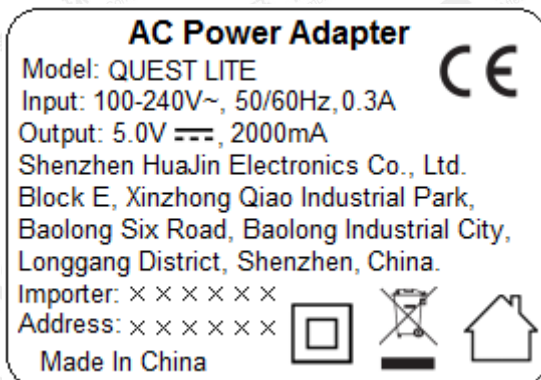 AC Power Adapter
CE
Model: QUEST LITE
Input: 100-240V~, 50/60Hz, 0.3A
Output: 5.0V ⎓, 2000mA
Shenzhen HuaJin Electronics Co., Ltd.
Block E, Xinzhong Qiao Industrial Park,
Baolong Six Road, Baolong Industrial City,
Longgang District, Shenzhen, China.
Importer: ××××××
Address: ××××××
Made In China